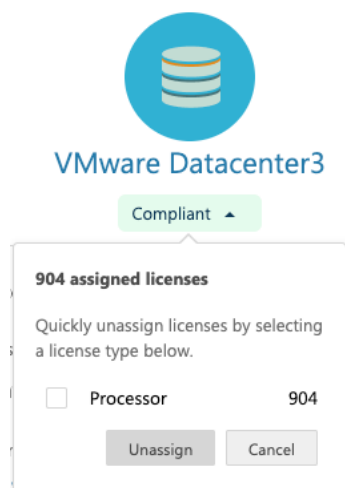 VMware Datacenter3
Compliant
904 assigned licenses
Quickly unassign licenses by selecting
a license type below.
Processor 904
Unassign Cancel